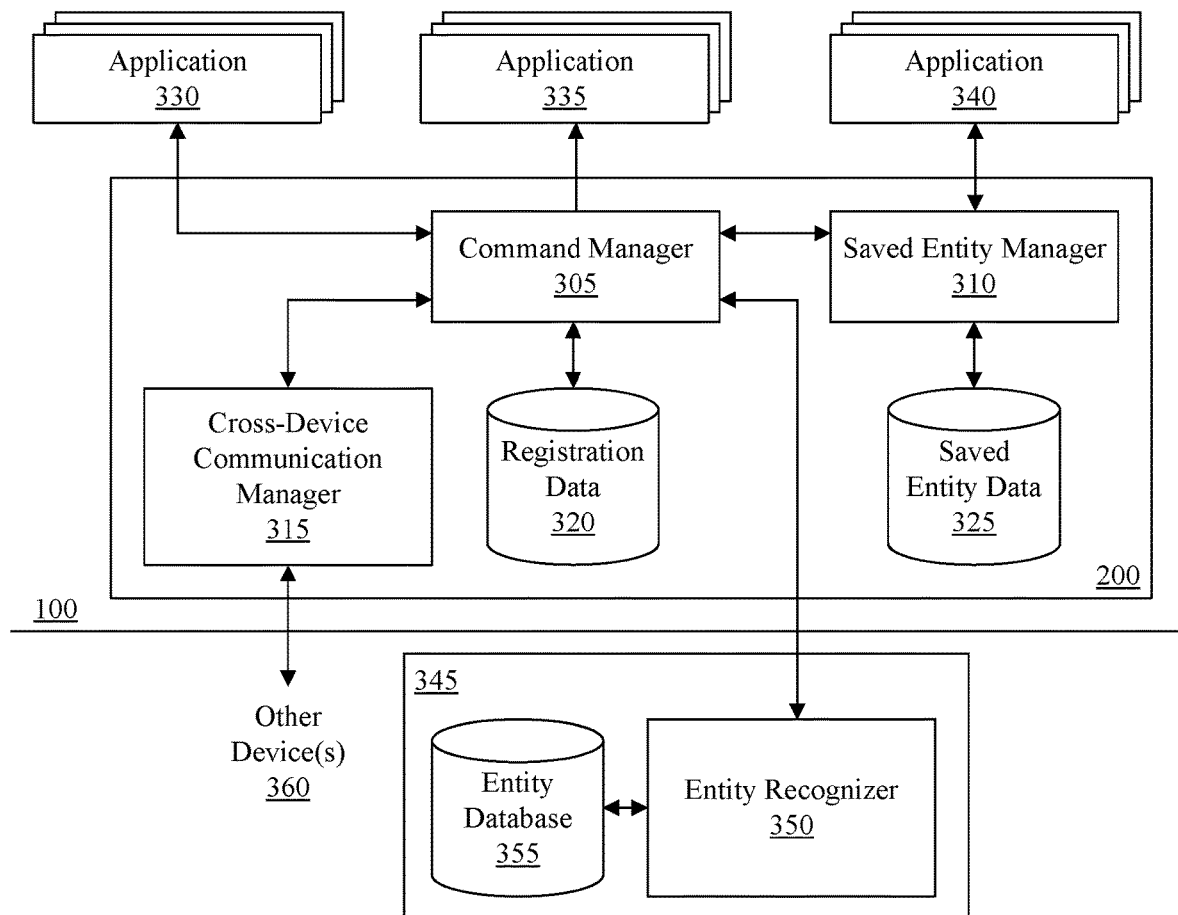 Application
330
Application
335
Application
340
Command Manager
305
Saved Entity Manager
310
Cross-Device
Communication
Manager
315
Registration
Data
320
Saved
Entity Data
325
200
100
345
Other
Device(s)
360
Entity
Database
355
Entity Recognizer
350